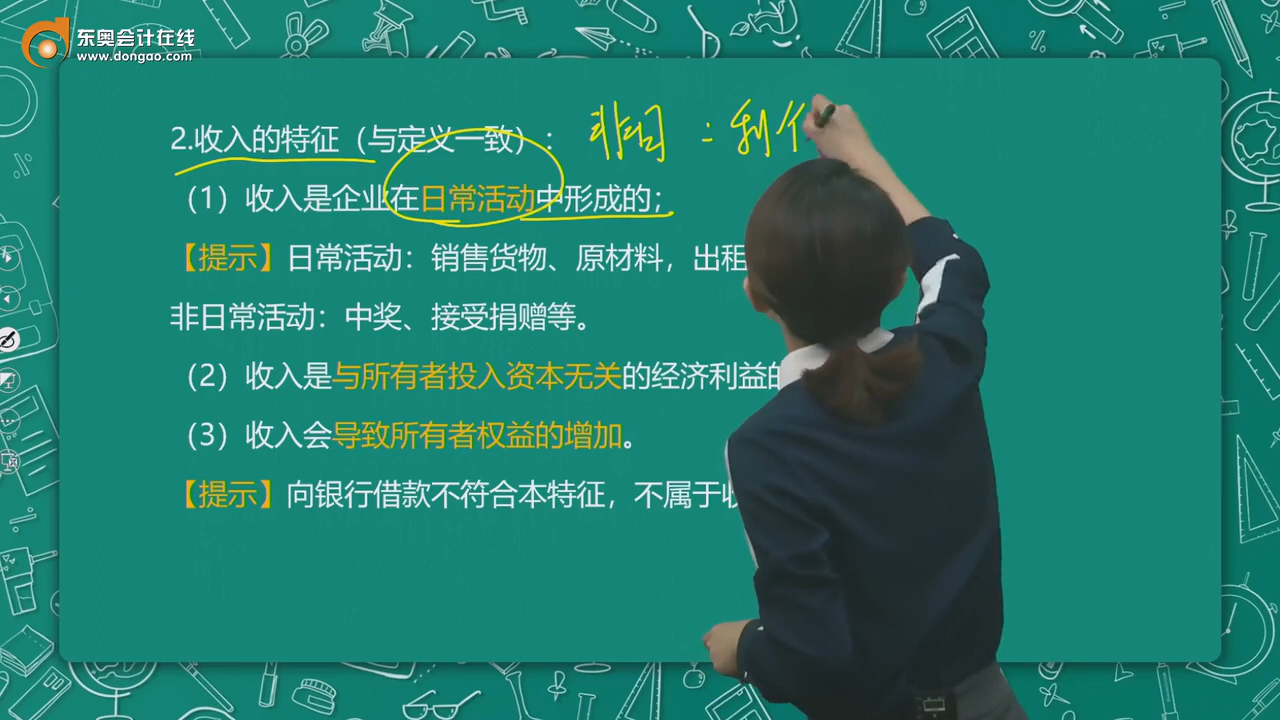 东奥会计在线
www.dongao.com
2.收入的特征（与定义一致）：非日：利
（1）收入是企业在日常活动中形成的；
【提示】日常活动：销售货物、原材料，出租
非日常活动：中奖、接受捐赠等。
（2）收入是与所有者投入资本无关的经济利益的
（3）收入会导致所有者权益的增加。
【提示】向银行借款不符合本特征，不属于收